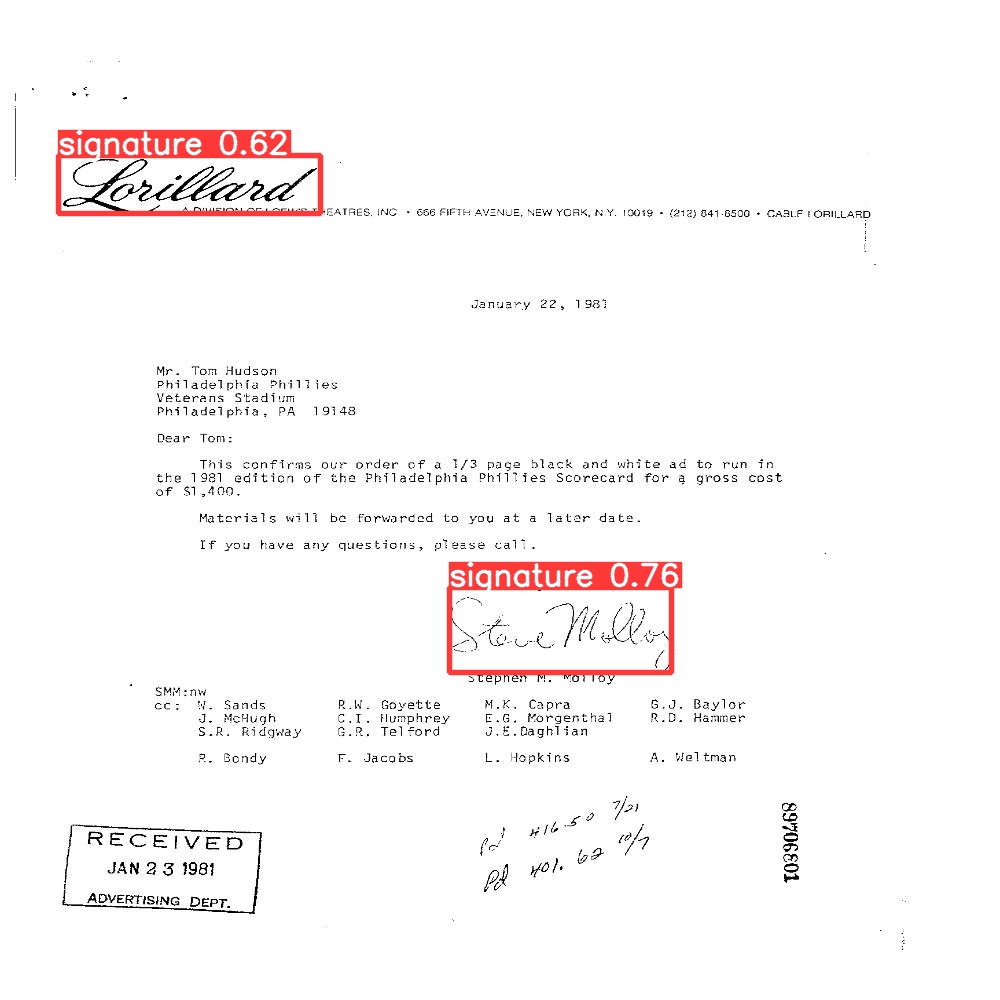 signature 0.62
Lorillard
A DIVISION OF LOEW'S THEATRES, INC. • 666 FIFTH AVENUE, NEW YORK, N.Y. 10019 • (212) 841-8500 • CABLE LORILLARD
January 22, 1981
Mr. Tom Hudson
Philadelphia Phillies
Veterans Stadium
Philadelphia, PA 19148
Dear Tom:
This confirms our order of a 1/3 page black and white ad to run in
the 1981 edition of the Philadelphia Phillies Scorecard for a gross cost
of $1,400.
Materials will be forwarded to you at a later date.
If you have any questions, please call.
signature 0.76
Steve Molloy
Stephen M. Molloy
SMM:nw
cc: W. Sands R.W. Goyette M.K. Capra G.J. Baylor
J. McHugh C.I. Humphrey E.G. Morgenthal R.D. Hammer
S.R. Ridgway G.R. Telford J.E.Daghlian
R. Bondy F. Jacobs L. Hopkins A. Weltman
Pd 416.50 7/21
Pd 401.62 10/7
RECEIVED
JAN 23 1981
ADVERTISING DEPT.
89706801